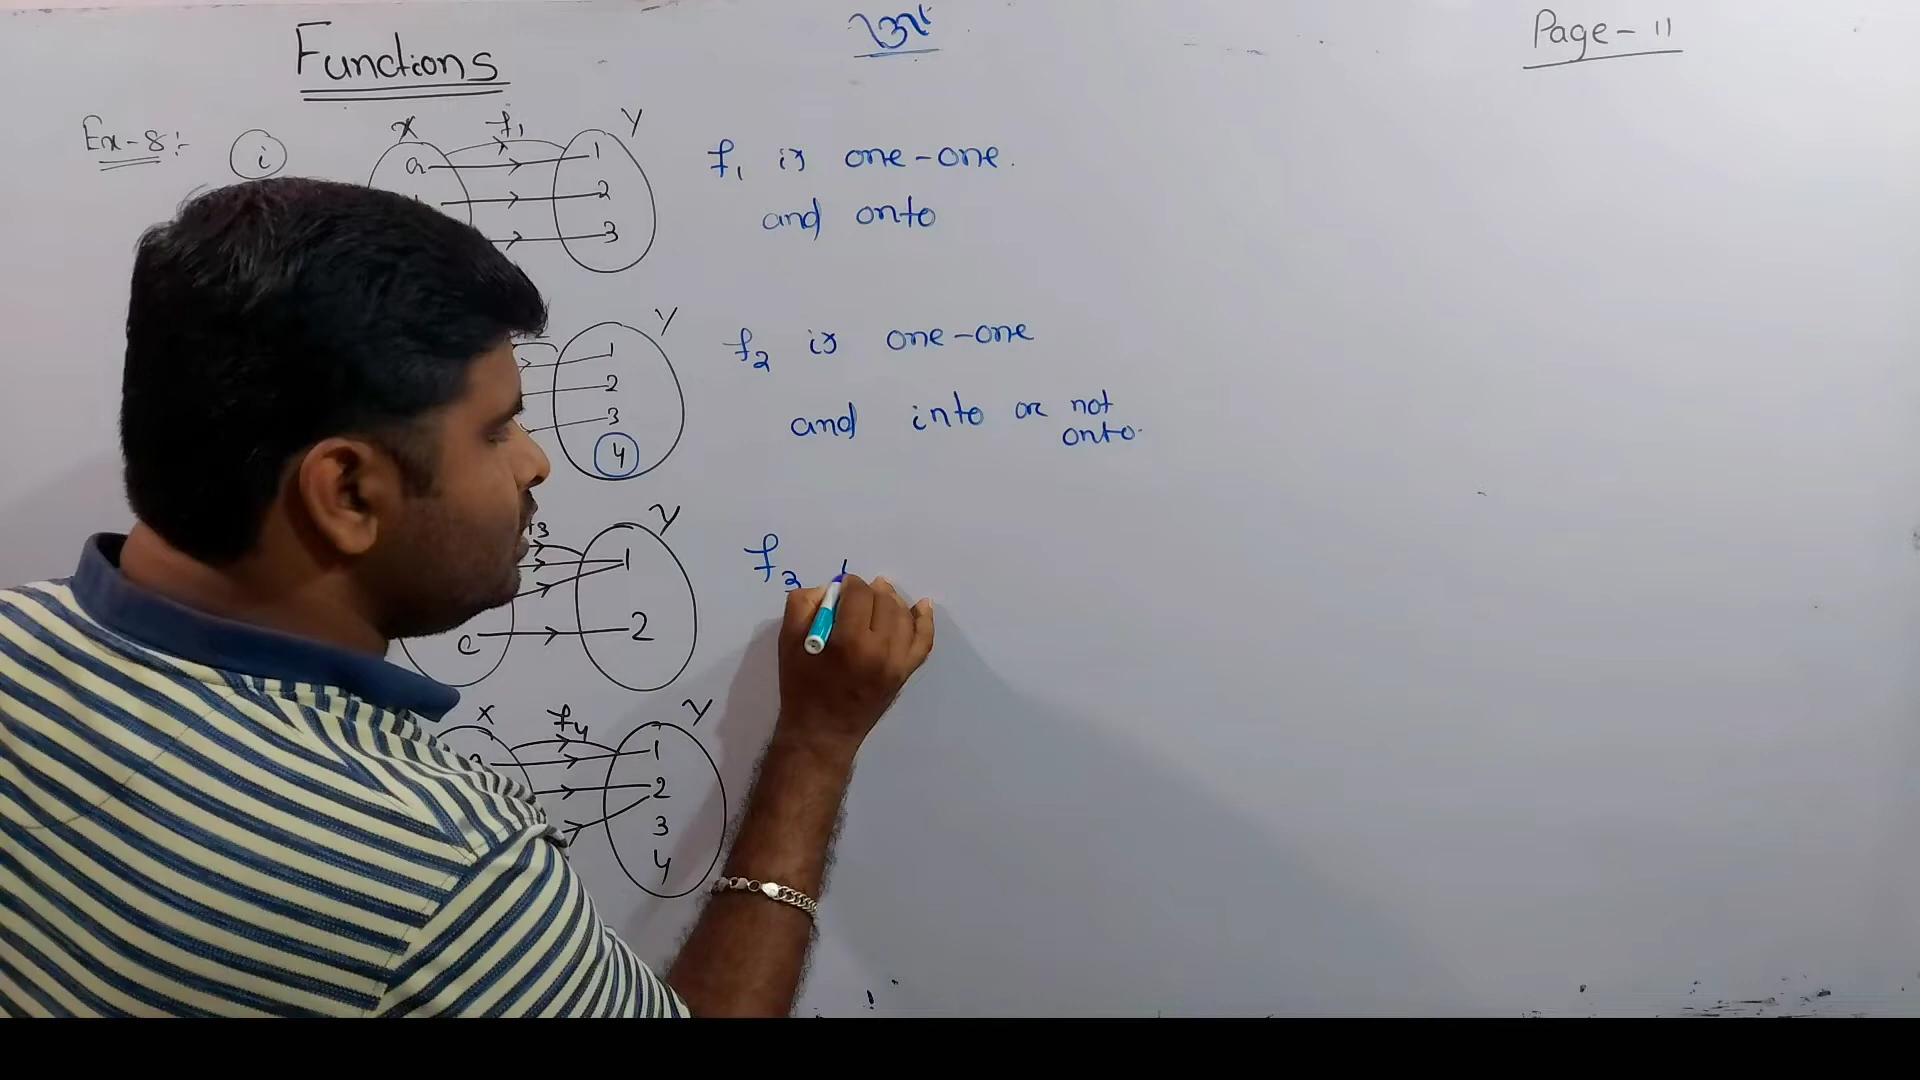 Functions
Page - 11
Ex-8:- i X f1 Y
a 1
2
3
f1 is one-one.
and onto
Y
1
2
3
4
f2 is one-one
and into or not
onto.
Y
1
c 2
f3
X f4 Y
1
2
3
4